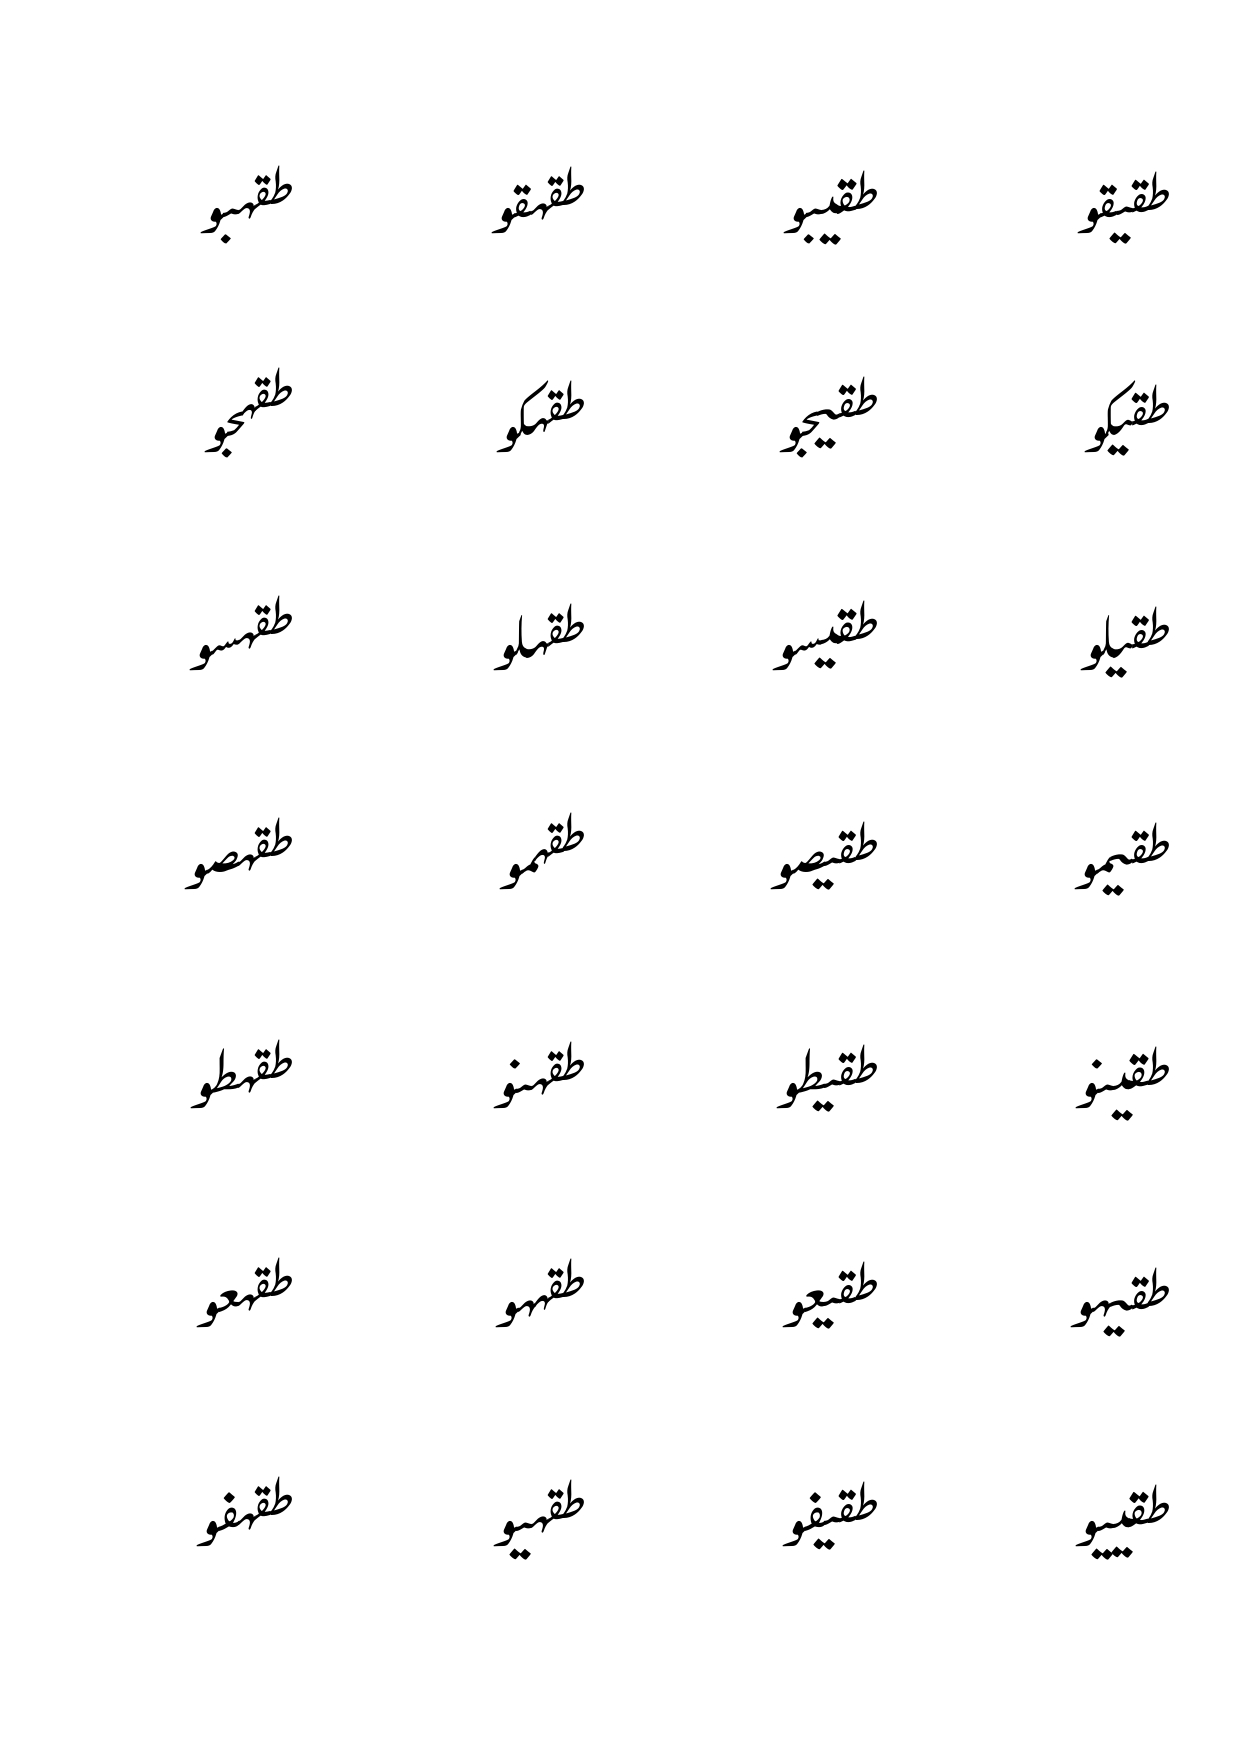 طقيقو طقيبو طقهقو طقهبو
طقيكو طقيجو طقهكو طقهجو
طقيلو طقيسو طقهلو طقهسو
طقيمو طقيصو طقهمو طقهصو
طقينو طقيطو طقهنو طقهطو
طقيهو طقيعو طقههو طقهعو
طقييو طقيفو طقهيو طقهفو